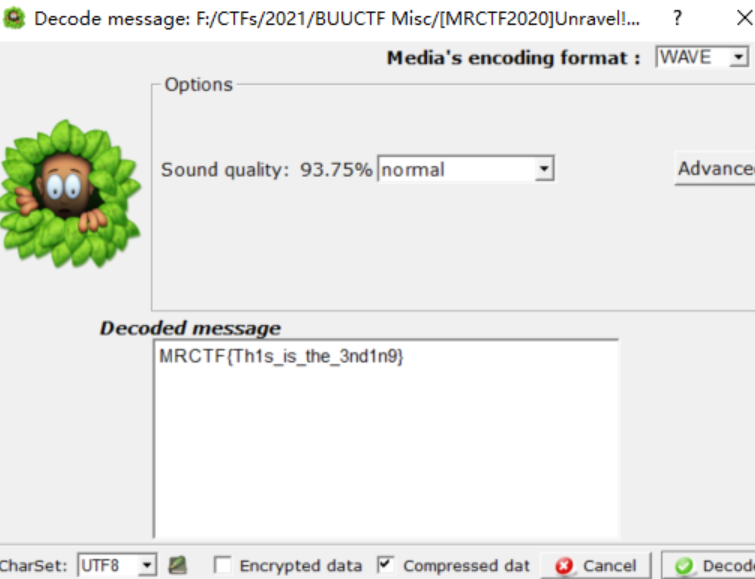 Decode message: F:/CTFs/2021/BUUCTF Misc/[MRCTF2020]Unravel!... ? ×
Media's encoding format : WAVE
Options
Sound quality: 93.75% normal
Advance
Decoded message
MRCTF{Th1s_is_the_3nd1n9}
CharSet: UTF8 Encrypted data Compressed dat Cancel Decode